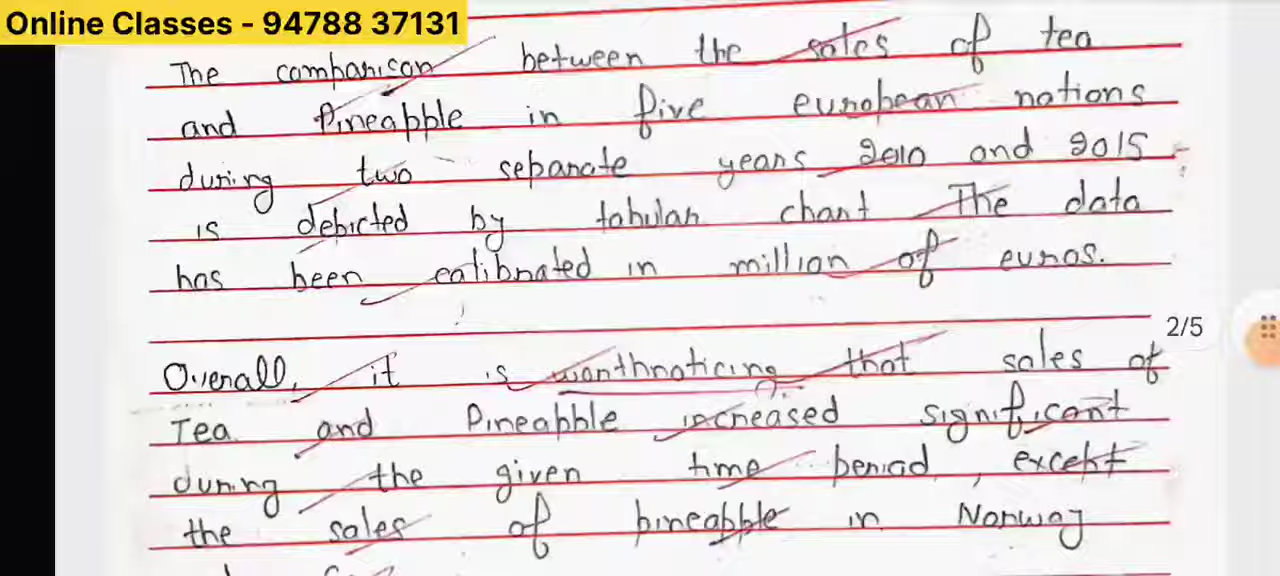 Online Classes - 94788 37131
The comparison between the sales of tea
and Pineapple in five european nations
during two separate years 2010 and 2015
is depicted by tabular chart The data
has been calibrated in million of euros.
2/5
Overall, it is worthnoticing that sales of
Tea and Pineapple increased significant
during the given time period, except
the sales of pineapple in Norway